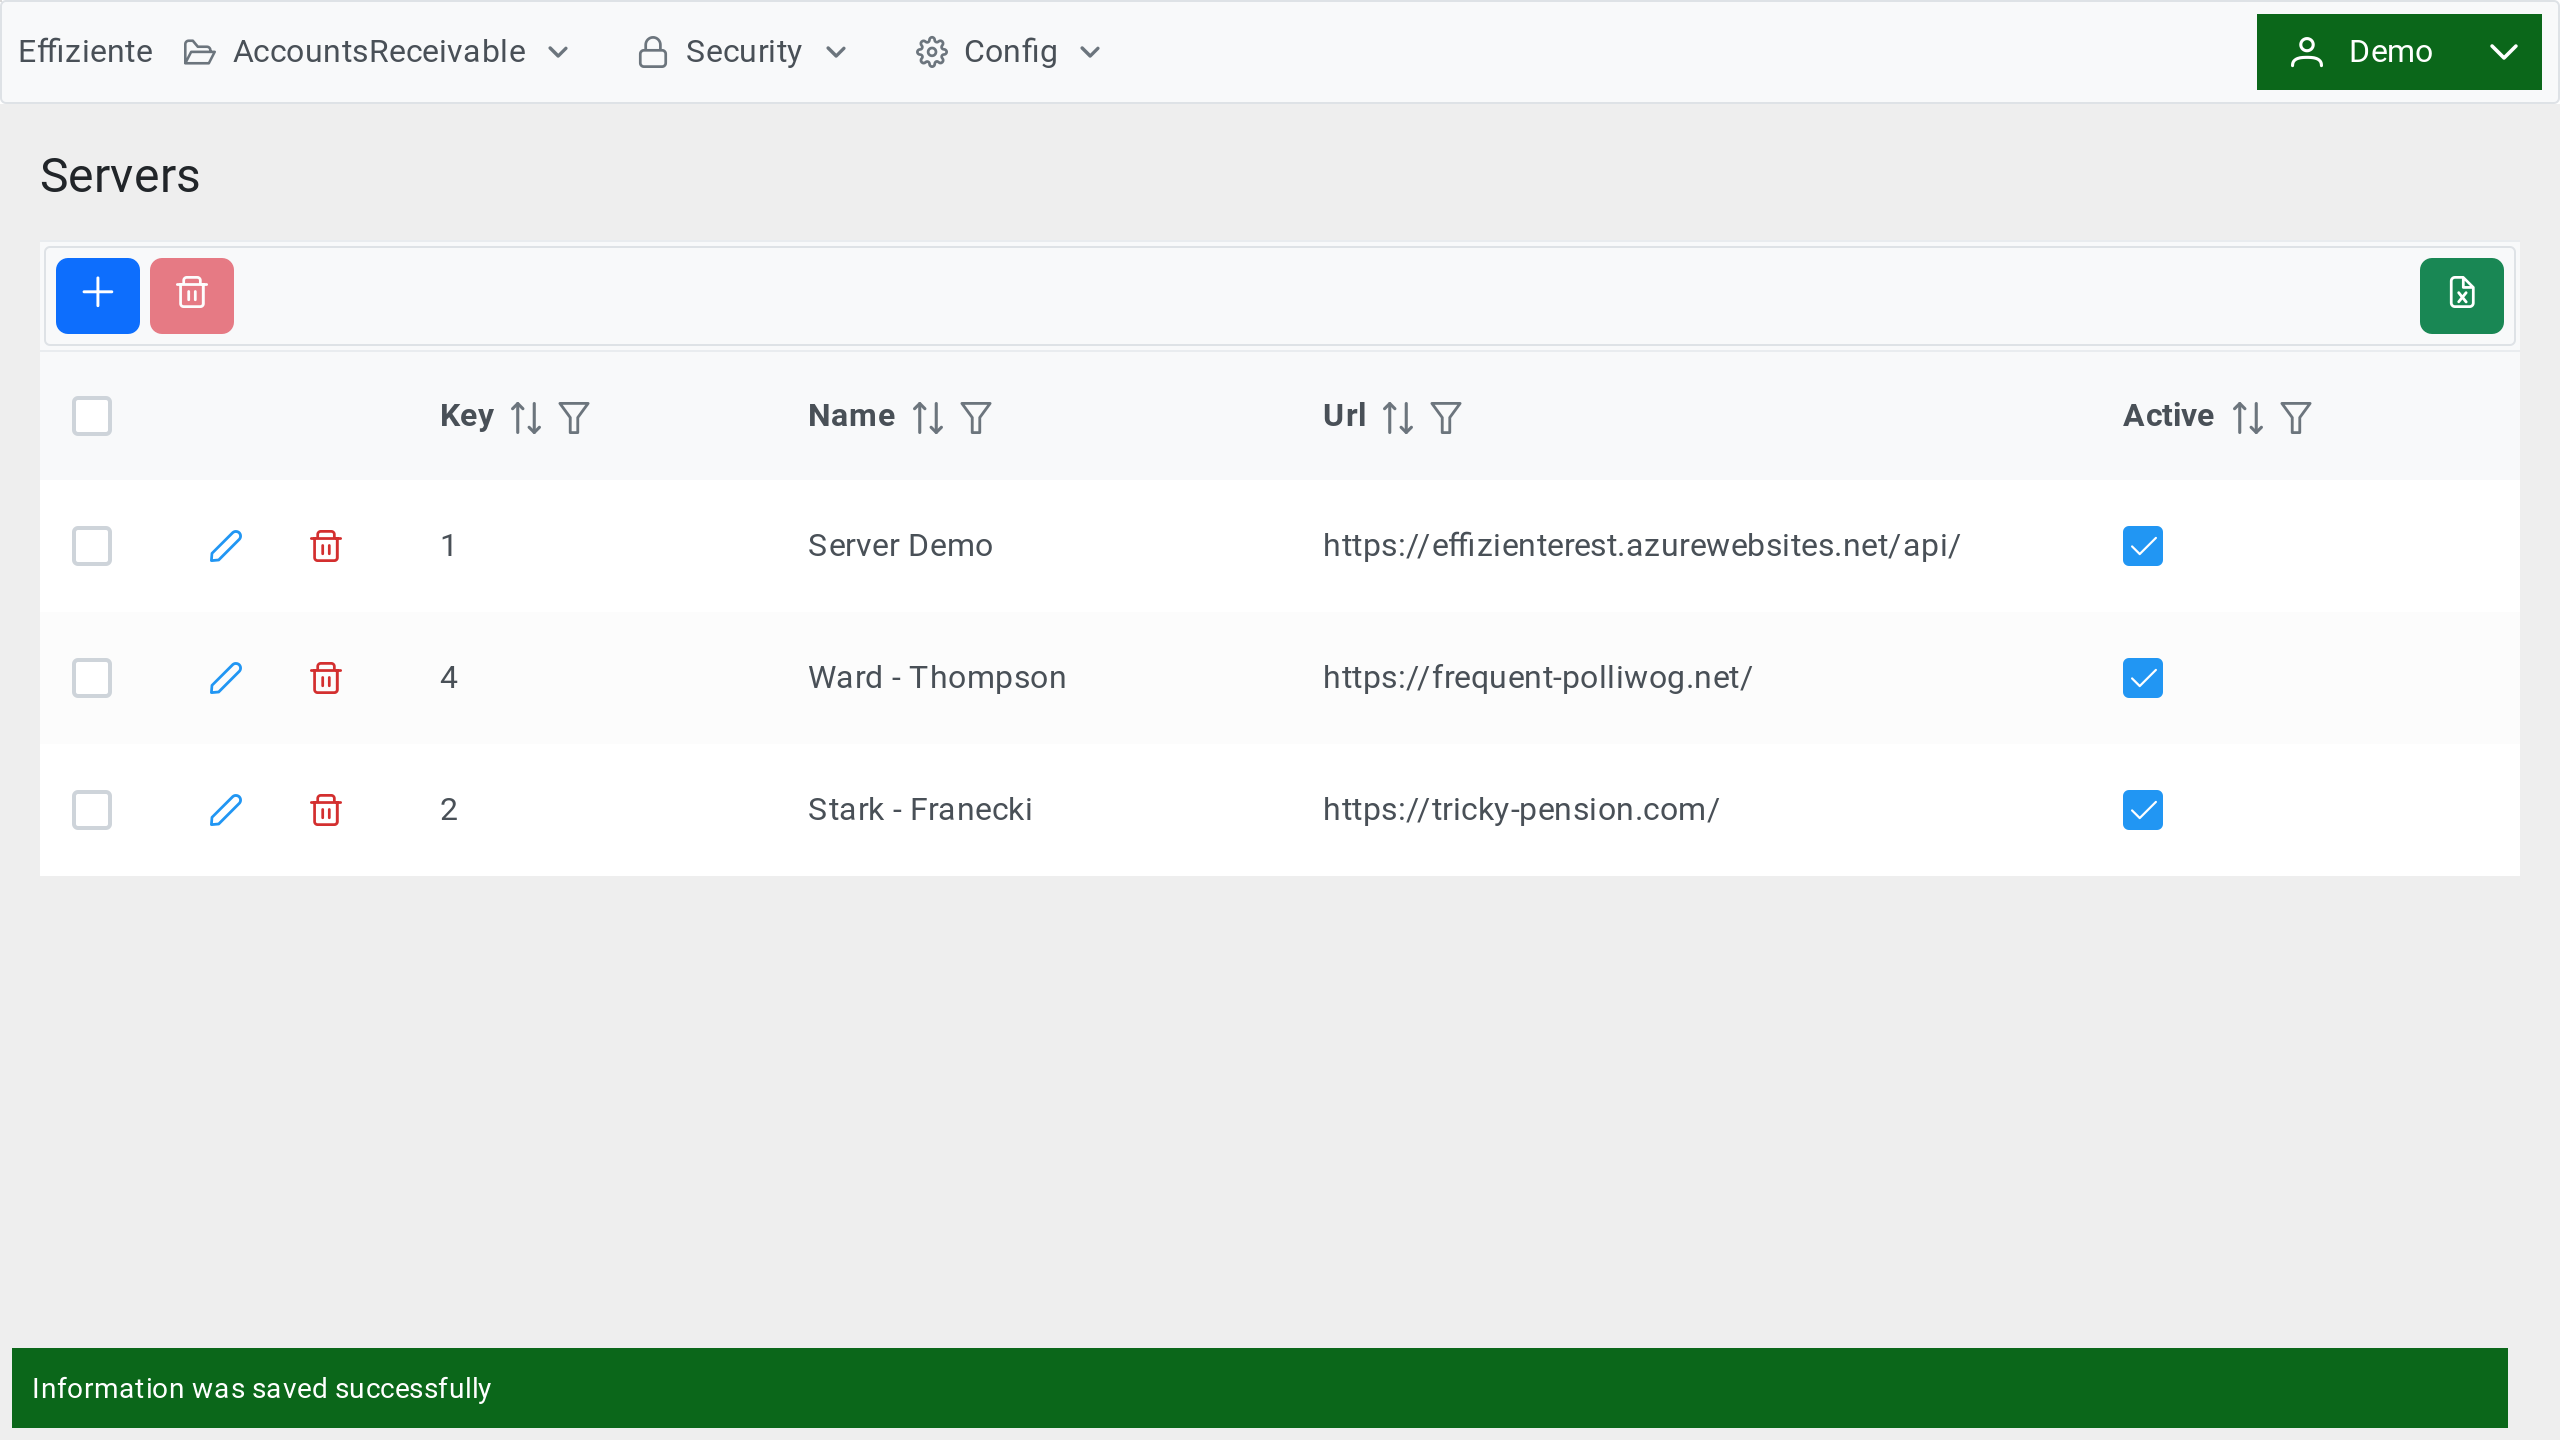 Effiziente AccountsReceivable Security Config Demo
Servers
Key Name Url Active
1 Server Demo https://effizienterest.azurewebsites.net/api/
4 Ward - Thompson https://frequent-polliwog.net/
2 Stark - Franecki https://tricky-pension.com/
Information was saved successfully